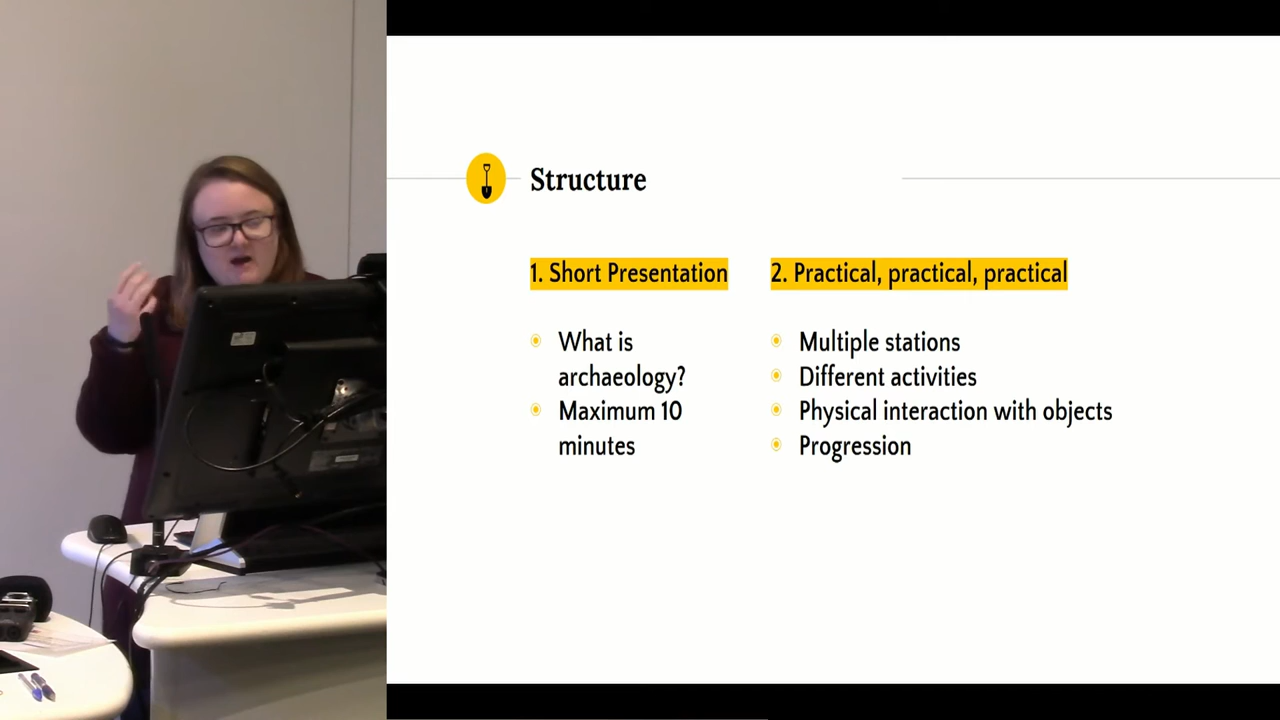 Structure
1. Short Presentation
What is
archaeology?
Maximum 10
minutes
2. Practical, practical, practical
Multiple stations
Different activities
Physical interaction with objects
Progression